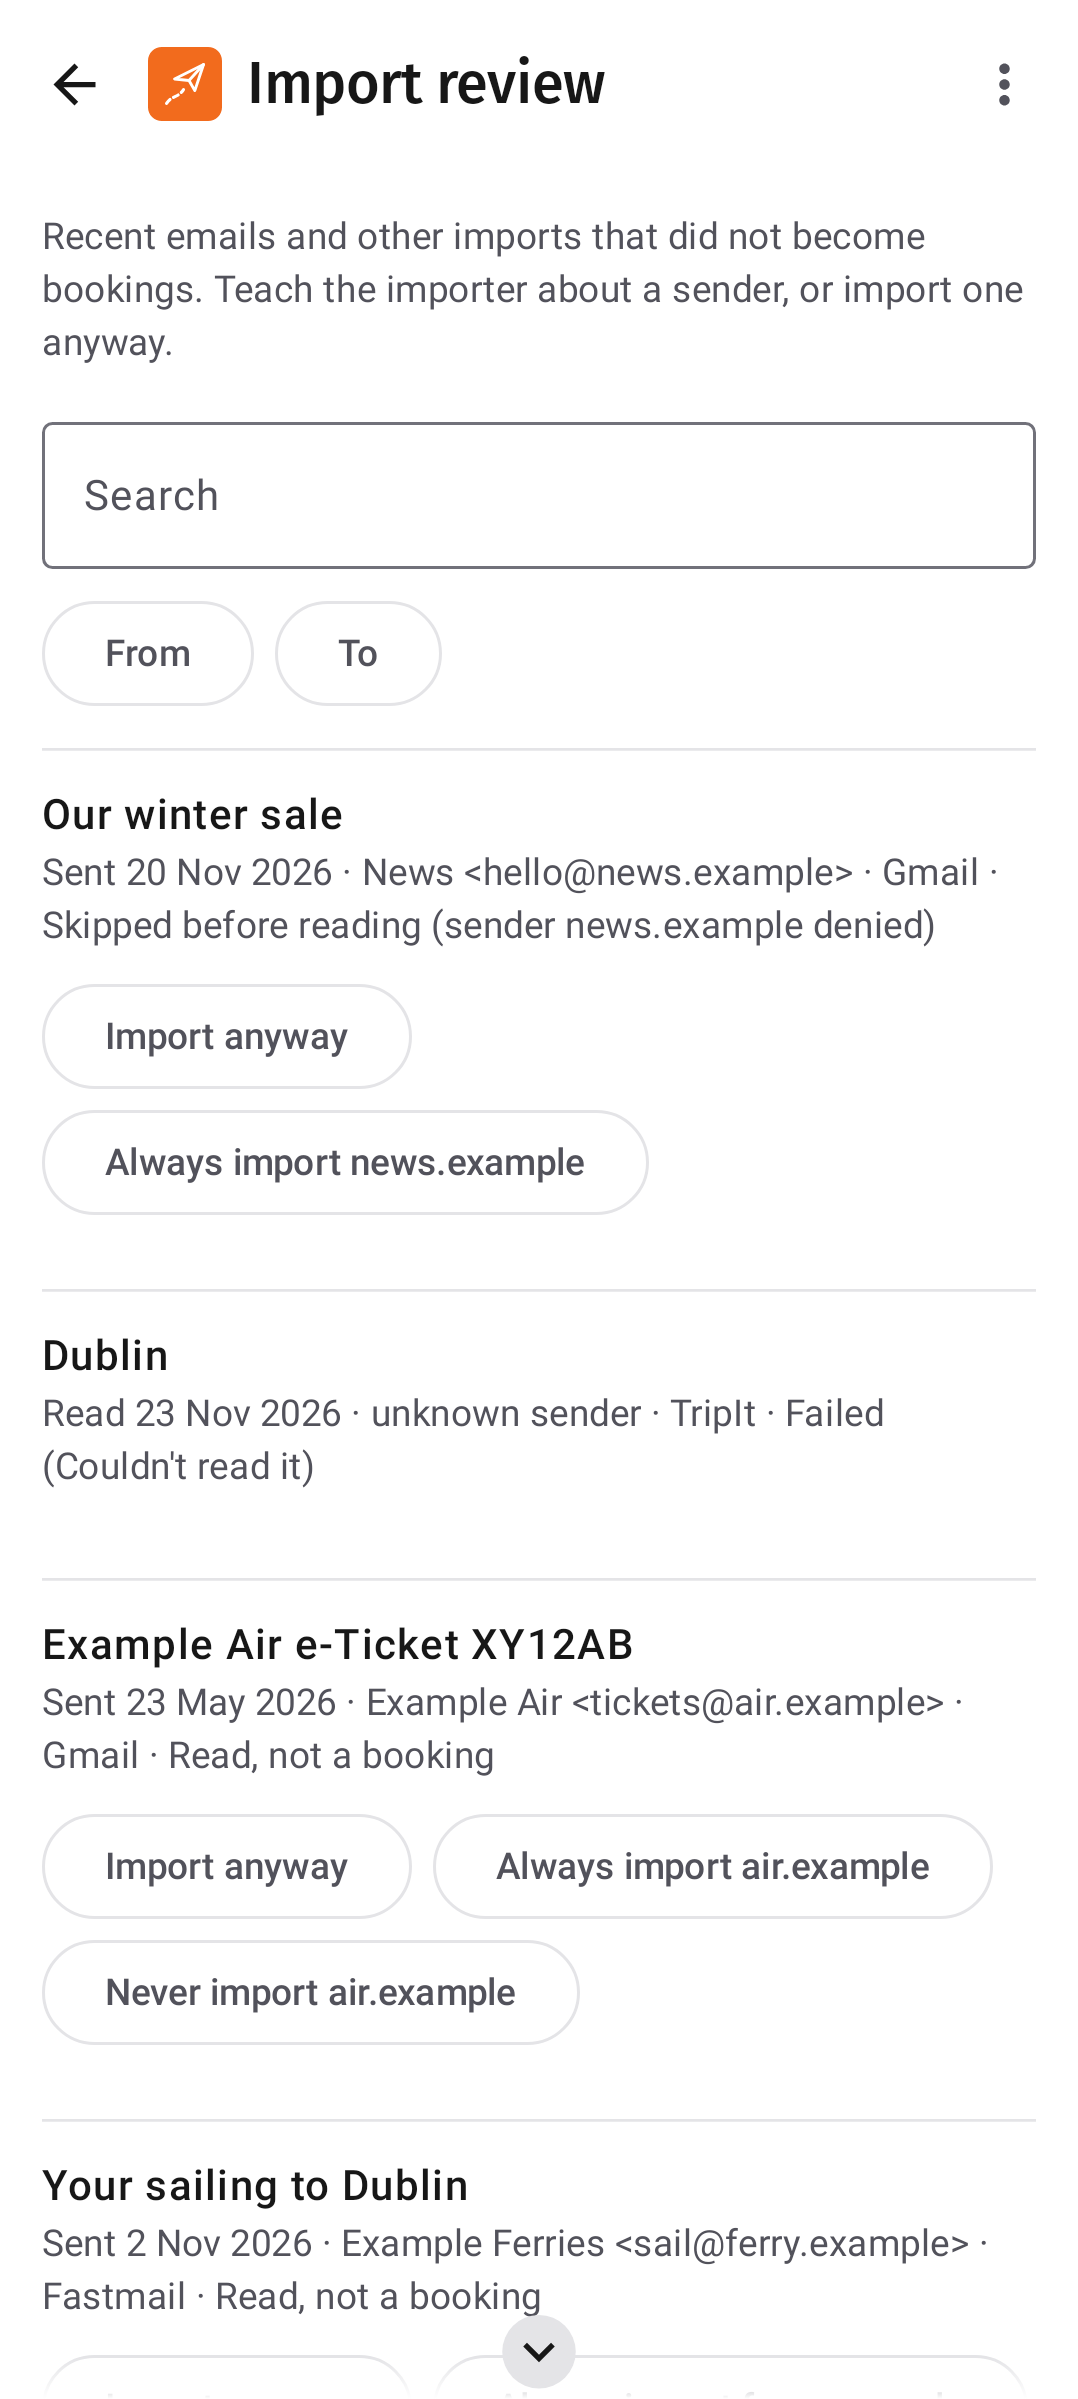 Import review
Recent emails and other imports that did not become
bookings. Teach the importer about a sender, or import one
anyway.
Search
From
To
Our winter sale
Sent 20 Nov 2026 · News <hello@news.example> · Gmail ·
Skipped before reading (sender news.example denied)
Import anyway
Always import news.example
Dublin
Read 23 Nov 2026 · unknown sender · TripIt · Failed
(Couldn't read it)
Example Air e-Ticket XY12AB
Sent 23 May 2026 · Example Air <tickets@air.example> ·
Gmail · Read, not a booking
Import anyway
Always import air.example
Never import air.example
Your sailing to Dublin
Sent 2 Nov 2026 · Example Ferries <sail@ferry.example> ·
Fastmail · Read, not a booking